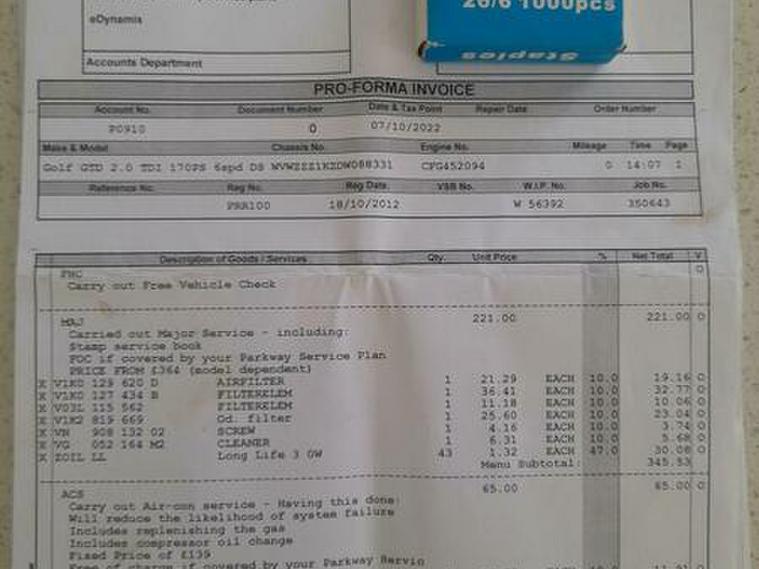 26/6 1000pcs
Staples
eDynamis
Accounts Department
PRO-FORMA INVOICE
Account No. Document Number Date & Tax Point Repair Date Order Number
P0910 0 07/10/2022
Make & Model Chassis No. Engine No. Mileage Time Page
Golf GTD 2.0 TDI 170PS 6spd DS WVWZZZ1KZDW088331 CFG452094 0 14:07 1
Reference No. Reg No. Reg Date. VSB No. W.I.P. No. Job No.
PRR100 18/10/2012 W 56392 350643
Description of Goods / Services Qty. Unit Price % Net Total V
FHC O
Carry out Free Vehicle Check
MAJ 221.00 221.00 O
Carried out Major Service - including:
Stamp service book
FOC if covered by your Parkway Service Plan
PRICE FROM £364 (model dependent)
X V1K0 129 620 D AIRFILTER 1 21.29 EACH 10.0 19.16 O
X V1K0 127 434 B FILTERELEM 1 36.41 EACH 10.0 32.77 O
X V03L 115 562 FILTERELEM 1 11.18 EACH 10.0 10.06 O
X V1K2 819 669 Od. filter 1 25.60 EACH 10.0 23.04 O
X VN 908 132 02 SCREW 1 4.16 EACH 10.0 3.74 O
X VG 052 164 M2 CLEANER 1 6.31 EACH 10.0 5.68 O
X ZOIL LL Long Life 3 0W 43 1.32 EACH 47.0 30.08 O
Menu Subtotal: 345.53
ACS 65.00 65.00 O
Carry out Air-con service - Having this done:
Will reduce the likelihood of system failure
Includes replenishing the gas
Includes compressor oil change
Fixed Price of £139
Free of charge if covered by your Parkway Servic